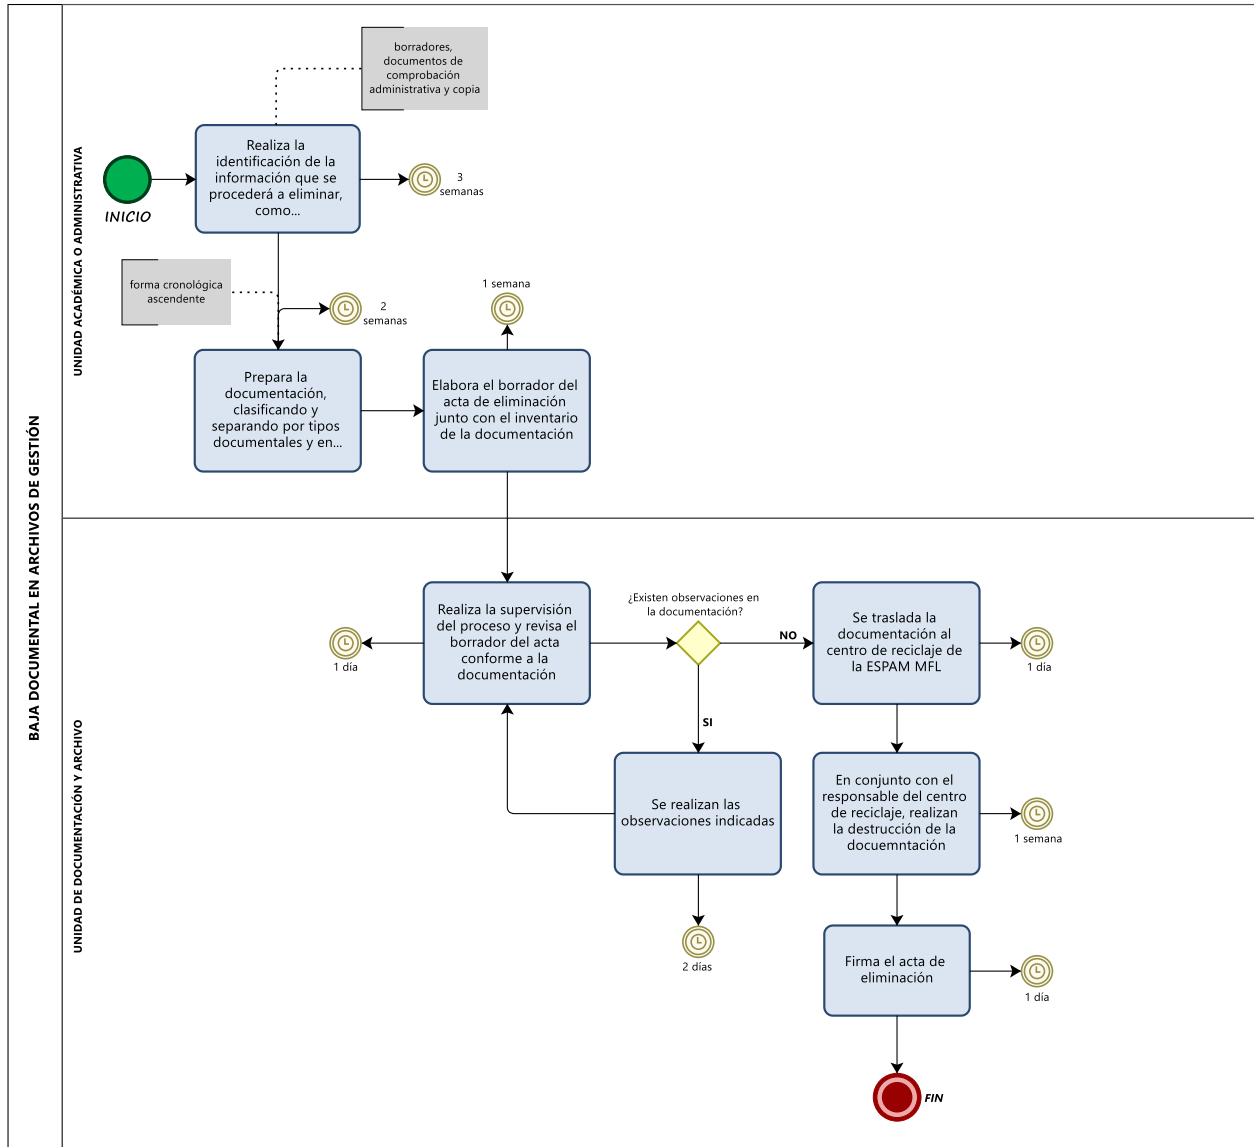 BAJA DOCUMENTAL EN ARCHIVOS DE GESTIÓN
UNIDAD ACADÉMICA O ADMINISTRATIVA
borradores,
documentos de
comprobación
administrativa y copia
INICIO
Realiza la
identificación de la
información que se
procederá a eliminar,
como...
3
semanas
forma cronológica
ascendente
2
semanas
1 semana
Prepara la
documentación,
clasificando y
separando por tipos
documentales y en...
Elabora el borrador del
acta de eliminación
junto con el inventario
de la documentación
UNIDAD DE DOCUMENTACIÓN Y ARCHIVO
1 día
Realiza la supervisión
del proceso y revisa el
borrador del acta
conforme a la
documentación
¿Existen observaciones en
la documentación?
NO
SI
Se traslada la
documentación al
centro de reciclaje de
la ESPAM MFL
1 día
Se realizan las
observaciones indicadas
2 días
En conjunto con el
responsable del centro
de reciclaje, realizan
la destrucción de la
docuemntación
1 semana
Firma el acta de
eliminación
1 día
FIN